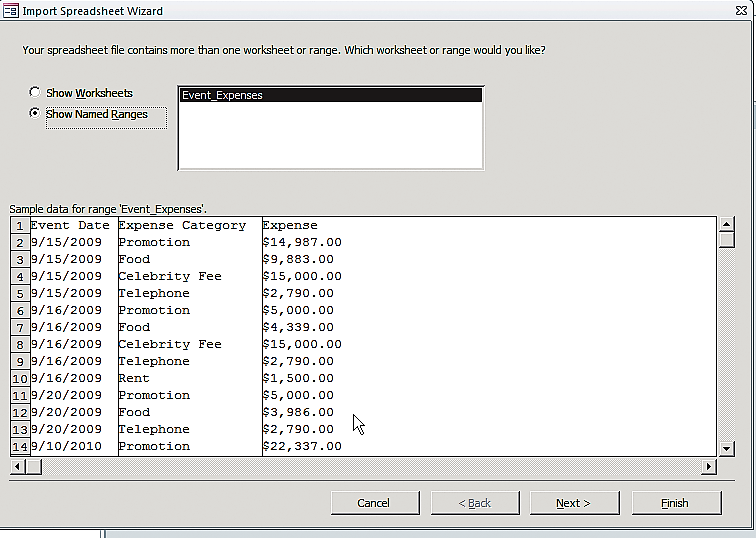 Import Spreadsheet Wizard
Your spreadsheet file contains more than one worksheet or range. Which worksheet or range would you like?
Show Worksheets
Show Named Ranges
Event_Expenses
Sample data for range 'Event_Expenses'.
1 Event Date Expense Category Expense
2 9/15/2009 Promotion $14,987.00
3 9/15/2009 Food $9,883.00
4 9/15/2009 Celebrity Fee $15,000.00
5 9/15/2009 Telephone $2,790.00
6 9/16/2009 Promotion $5,000.00
7 9/16/2009 Food $4,339.00
8 9/16/2009 Celebrity Fee $15,000.00
9 9/16/2009 Telephone $2,790.00
10 9/16/2009 Rent $1,500.00
11 9/20/2009 Promotion $5,000.00
12 9/20/2009 Food $3,986.00
13 9/20/2009 Telephone $2,790.00
14 9/10/2010 Promotion $22,337.00
Cancel < Back Next > Finish